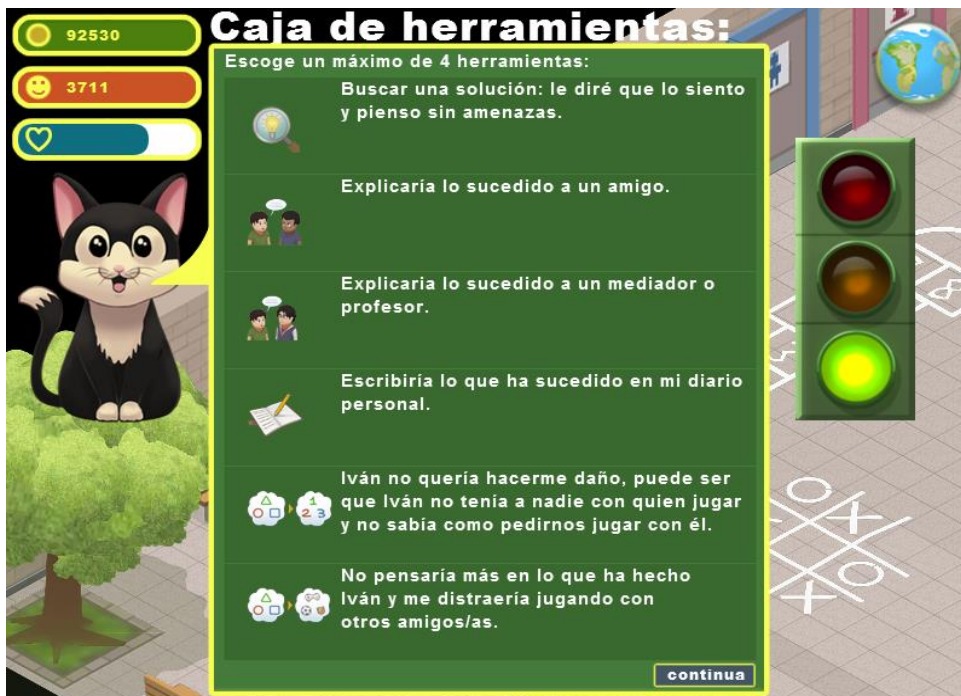 92530
Caja de herramientas:
3711
Escoge un máximo de 4 herramientas:
Buscar una solución: le diré que lo siento
y pienso sin amenazas.
Explicaría lo sucedido a un amigo.
Explicaria lo sucedido a un mediador o
profesor.
Escribiría lo que ha sucedido en mi diario
personal.
Iván no quería hacerme daño, puede ser
que Iván no tenía a nadie con quien jugar
y no sabía como pedirnos jugar con él.
No pensaría más en lo que ha hecho
Iván y me distraería jugando con
otros amigos/as.
continua